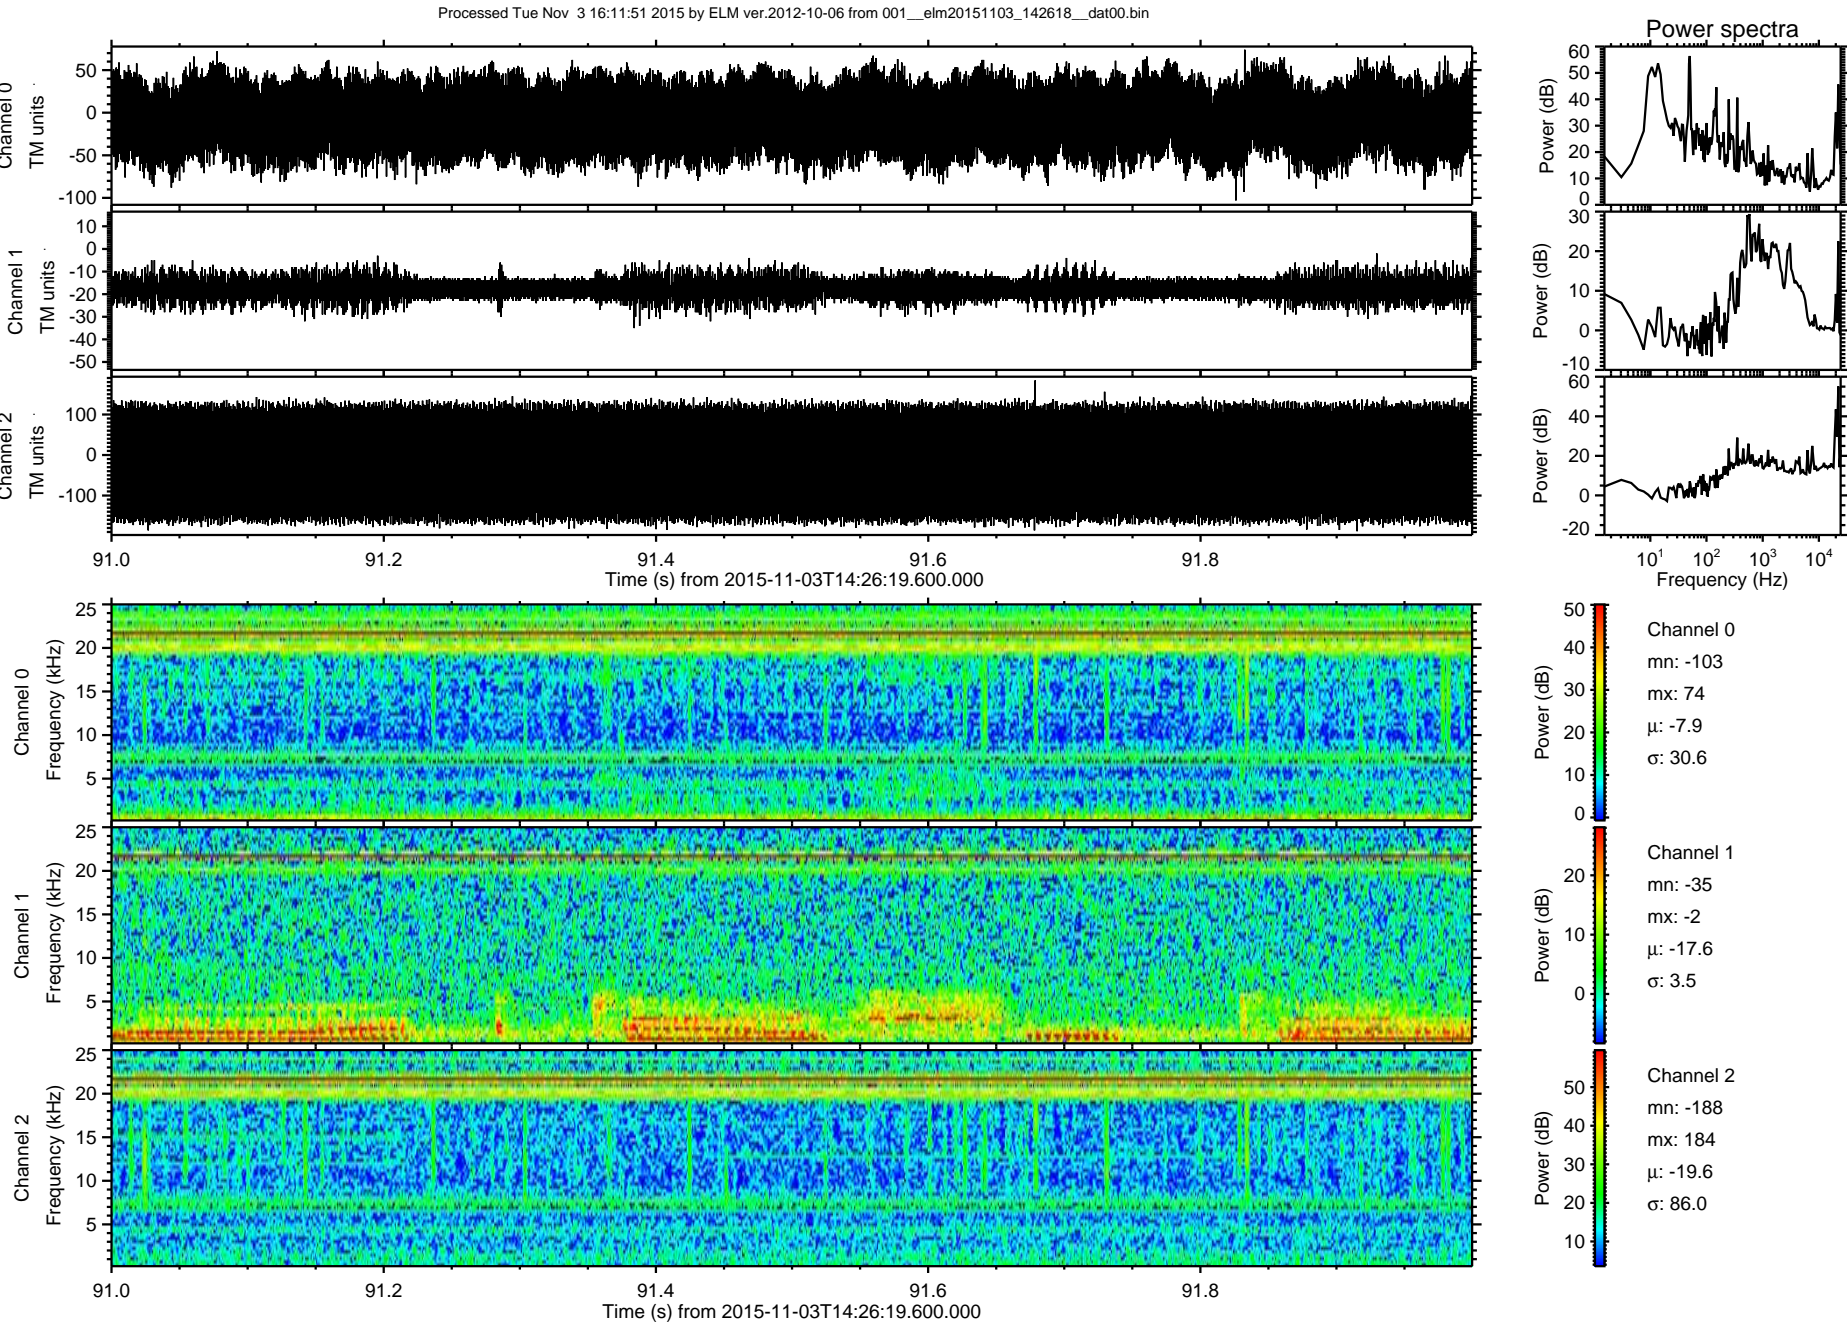 Processed Tue Nov 3 16:11:51 2015 by ELM ver.2012-10-06 from 001__elm20151103_142618__dat00.bin
Power spectra
Channel 0
TM units
50
0
-50
-100
Power (dB)
60
50
40
30
20
10
0
Channel 1
TM units
10
0
-10
-20
-30
-40
-50
Power (dB)
30
20
10
0
-10
Channel 2
TM units
100
0
-100
Power (dB)
60
40
20
0
-20
91.0 91.2 91.4 91.6 91.8
Time (s) from 2015-11-03T14:26:19.600.000
10^1 10^2 10^3 10^4
Frequency (Hz)
Channel 0
Frequency (kHz)
25
20
15
10
5
Power (dB)
50
40
30
20
10
0
Channel 0
mn: -103
mx: 74
μ: -7.9
σ: 30.6
Channel 1
Frequency (kHz)
25
20
15
10
5
Power (dB)
20
10
0
Channel 1
mn: -35
mx: -2
μ: -17.6
σ: 3.5
Channel 2
Frequency (kHz)
25
20
15
10
5
Power (dB)
50
40
30
20
10
Channel 2
mn: -188
mx: 184
μ: -19.6
σ: 86.0
91.0 91.2 91.4 91.6 91.8
Time (s) from 2015-11-03T14:26:19.600.000